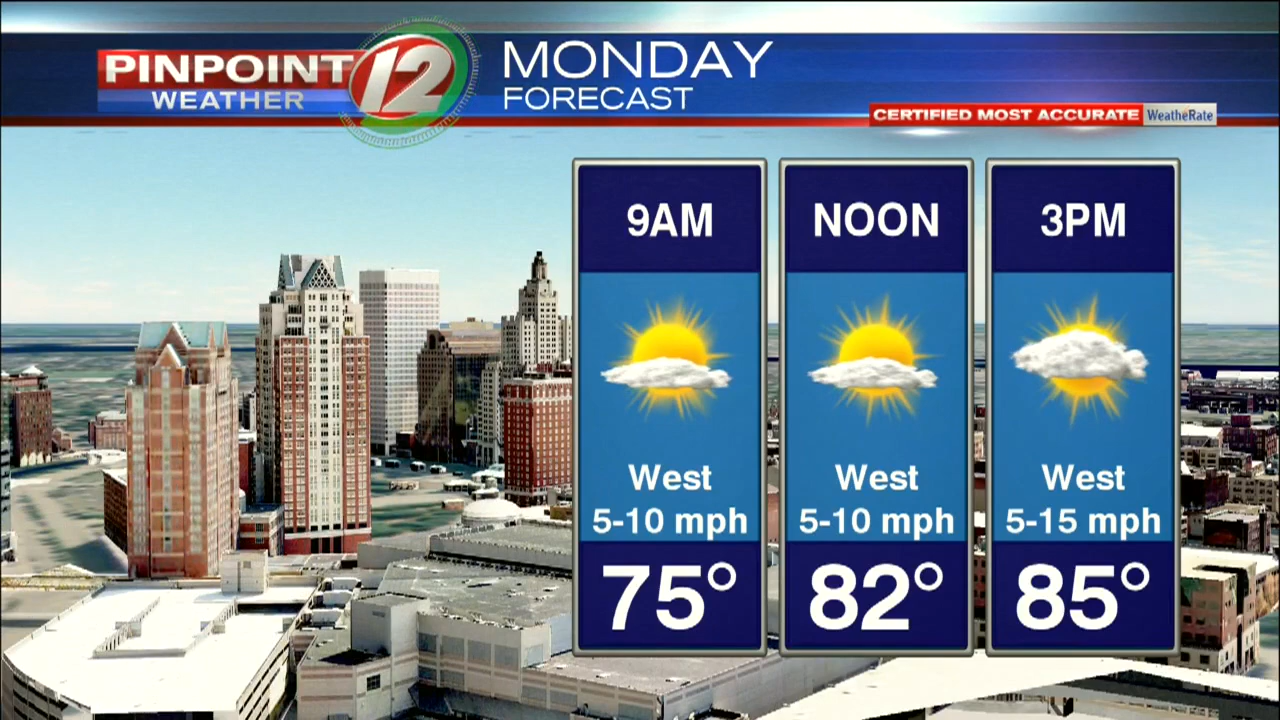 PINPOINT 12
WEATHER
MONDAY
FORECAST
CERTIFIED MOST ACCURATE WeatheRate
9AM
West
5-10 mph
75°
NOON
West
5-10 mph
82°
3PM
West
5-15 mph
85°